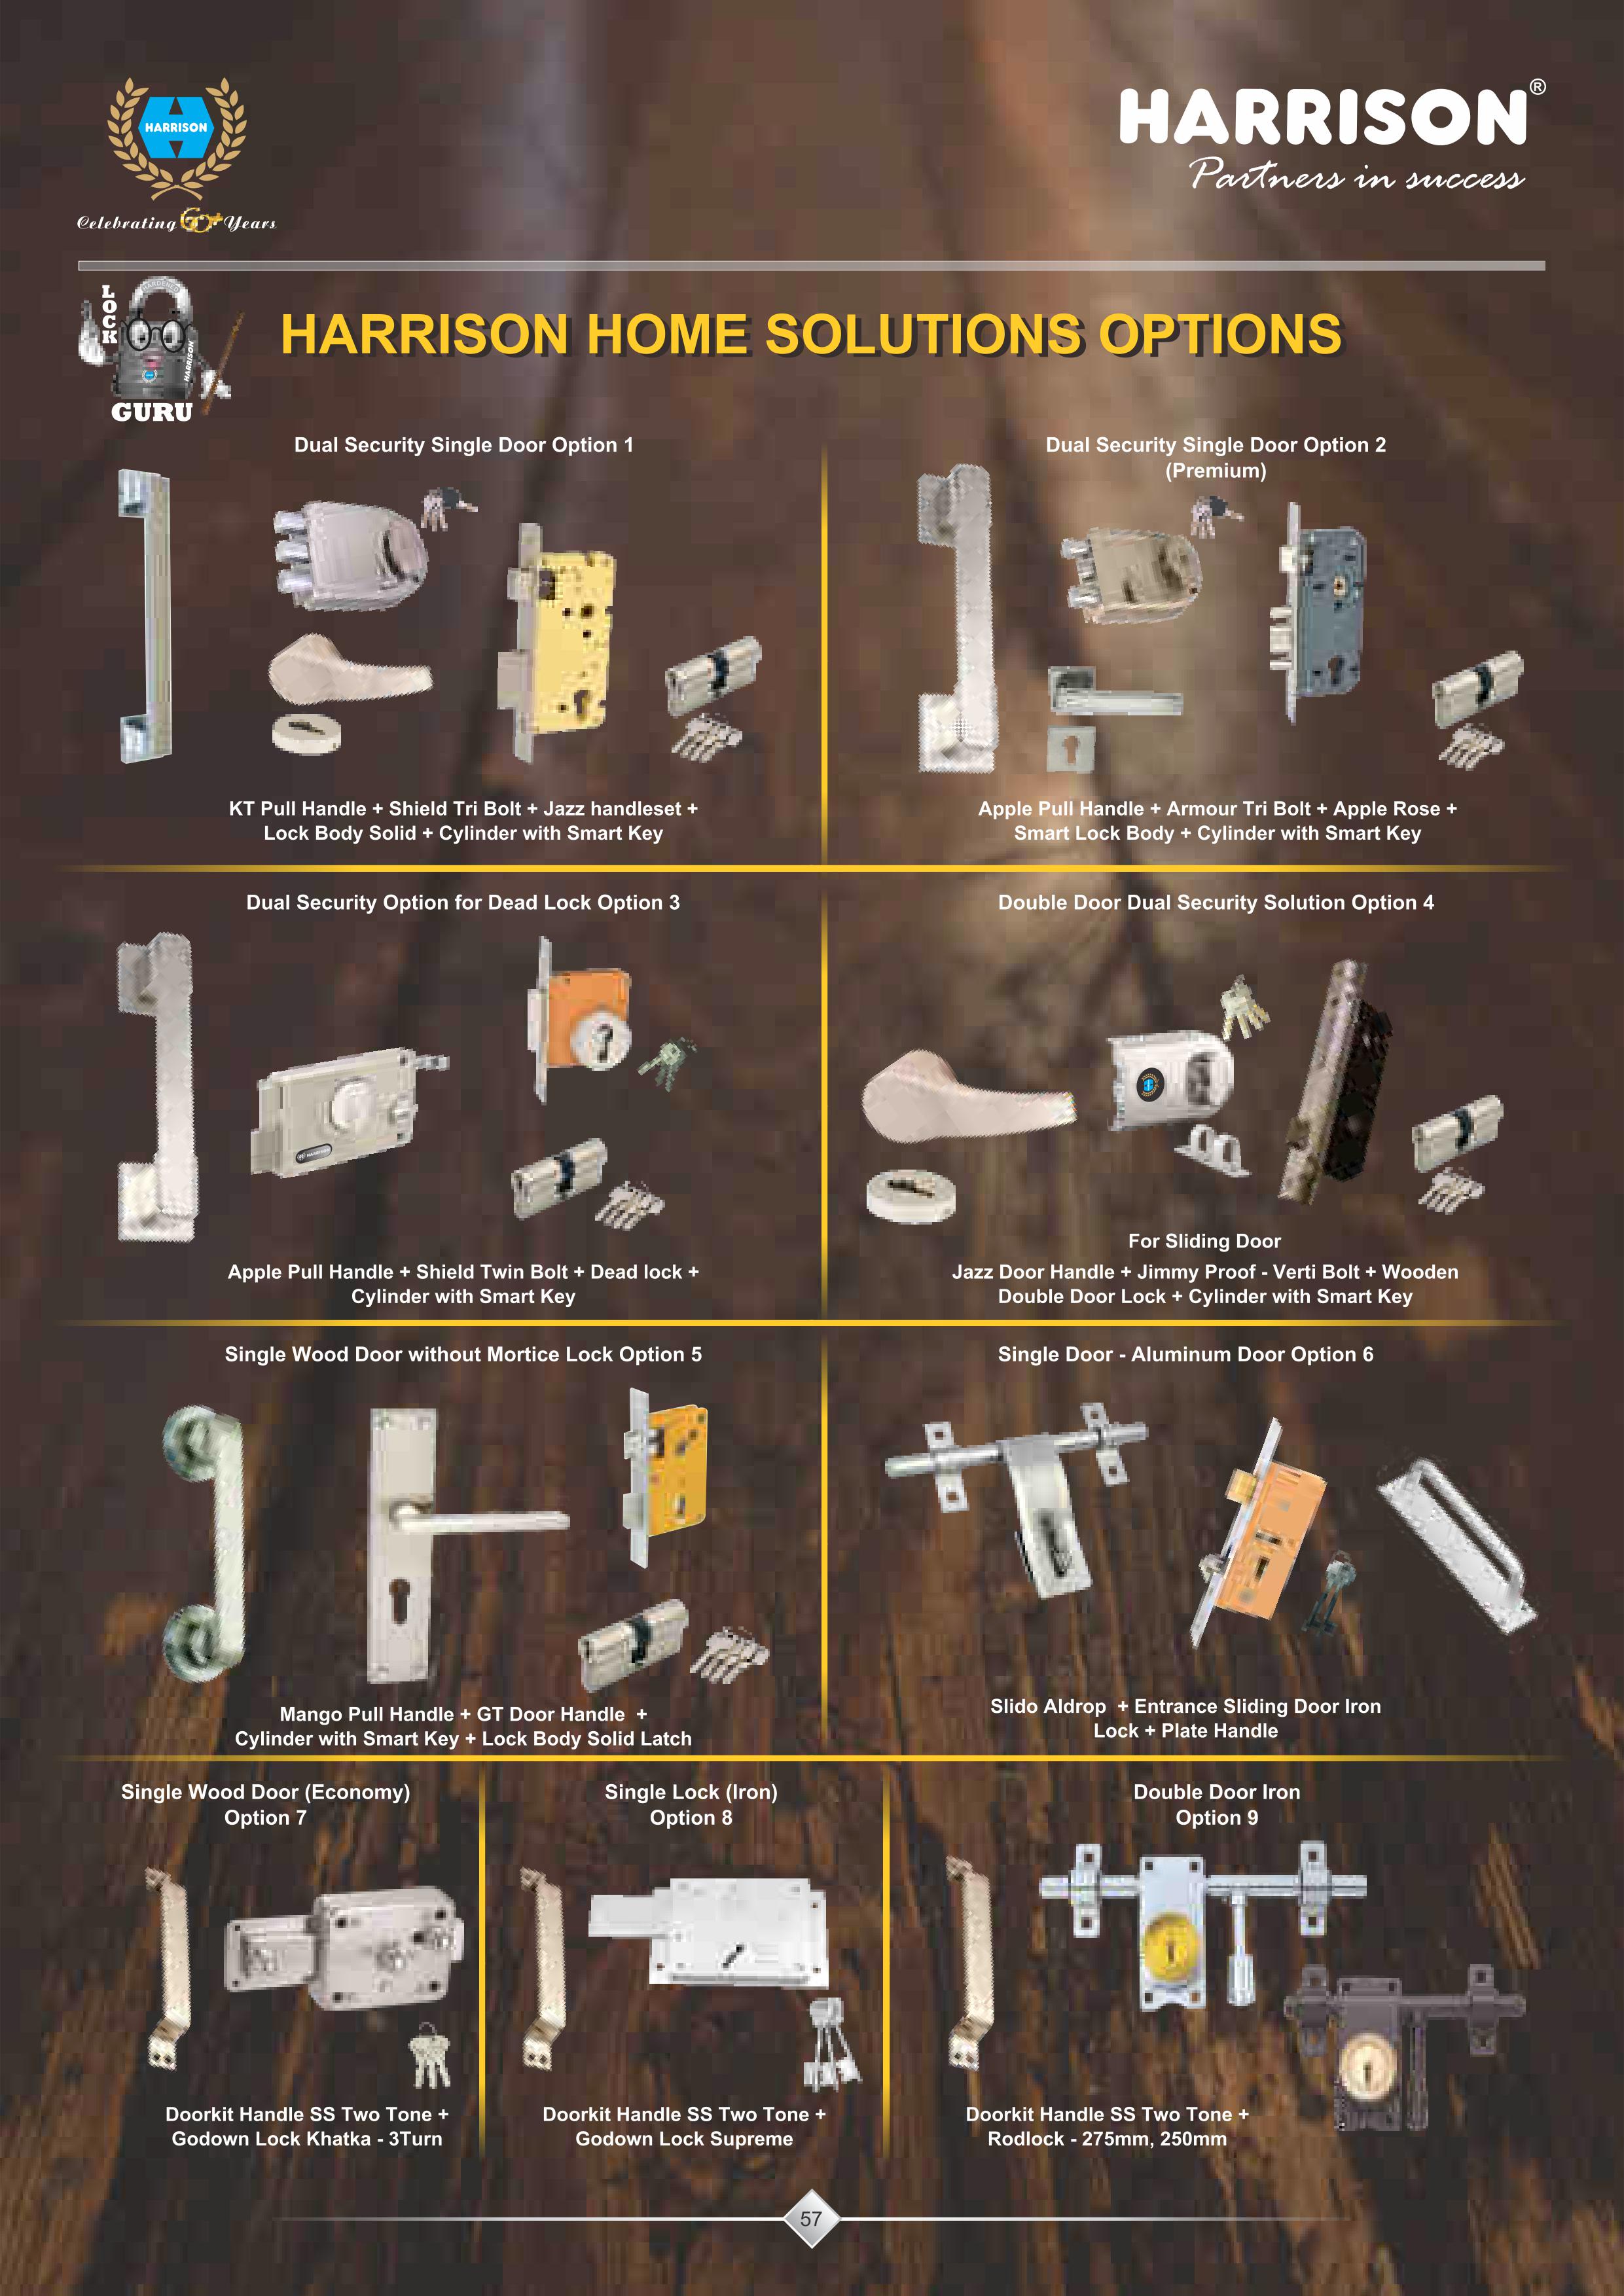 HARRISON
Celebrating Years
HARRISON®
Partners in success
LOCK
HARDENED
HARRISON
GURU
HARRISON HOME SOLUTIONS OPTIONS
Dual Security Single Door Option 1
KT Pull Handle + Shield Tri Bolt + Jazz handleset +
Lock Body Solid + Cylinder with Smart Key
Dual Security Single Door Option 2
(Premium)
Apple Pull Handle + Armour Tri Bolt + Apple Rose +
Smart Lock Body + Cylinder with Smart Key
Dual Security Option for Dead Lock Option 3
HARRISON
Apple Pull Handle + Shield Twin Bolt + Dead lock +
Cylinder with Smart Key
Double Door Dual Security Solution Option 4
For Sliding Door
Jazz Door Handle + Jimmy Proof - Verti Bolt + Wooden
Double Door Lock + Cylinder with Smart Key
Single Wood Door without Mortice Lock Option 5
Mango Pull Handle + GT Door Handle +
Cylinder with Smart Key + Lock Body Solid Latch
Single Door - Aluminum Door Option 6
Slido Aldrop + Entrance Sliding Door Iron
Lock + Plate Handle
Single Wood Door (Economy)
Option 7
Doorkit Handle SS Two Tone +
Godown Lock Khatka - 3Turn
Single Lock (Iron)
Option 8
Doorkit Handle SS Two Tone +
Godown Lock Supreme
Double Door Iron
Option 9
Doorkit Handle SS Two Tone +
Rodlock - 275mm, 250mm
57